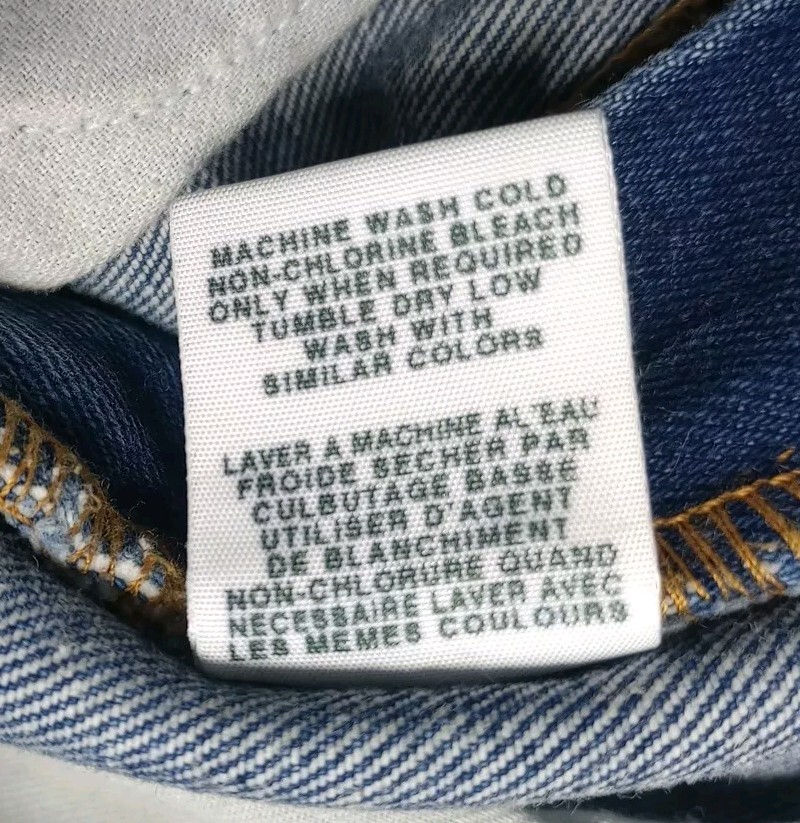 MACHINE WASH COLD
NON-CHLORINE BLEACH
ONLY WHEN REQUIRED
TUMBLE DRY LOW
WASH WITH
SIMILAR COLORS
LAVER A MACHINE AL'EAU
FROIDE SECHER PAR
CULBUTAGE BASSE
UTILISER D'AGENT
DE BLANCHIMENT
NON-CHLORURE QUAND
NECESSAIRE LAVER AVEC
LES MEMES COULOURS